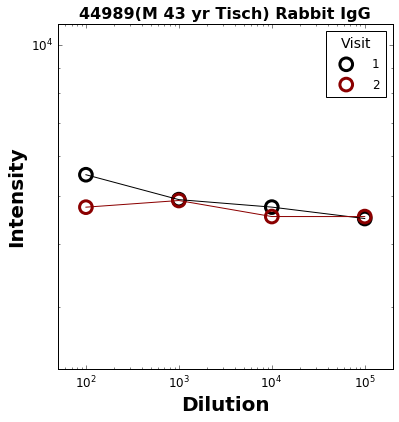 44989(M 43 yr Tisch) Rabbit IgG
10^4
Visit
1
2
Intensity
10^2 10^3 10^4 10^5
Dilution